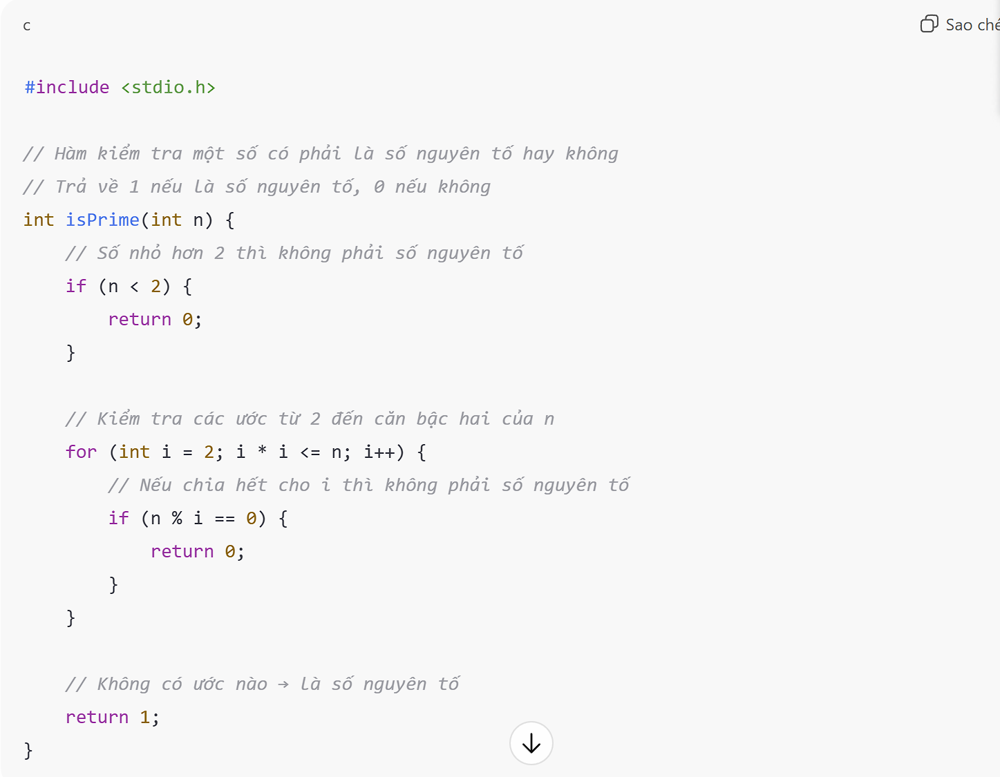 c
Sao ché
#include <stdio.h>
// Hàm kiểm tra một số có phải là số nguyên tố hay không
// Trả về 1 nếu là số nguyên tố, 0 nếu không
int isPrime(int n) {
    // Số nhỏ hơn 2 thì không phải số nguyên tố
    if (n < 2) {
        return 0;
    }
    // Kiểm tra các ước từ 2 đến căn bậc hai của n
    for (int i = 2; i * i <= n; i++) {
        // Nếu chia hết cho i thì không phải số nguyên tố
        if (n % i == 0) {
            return 0;
        }
    }
    // Không có ước nào → là số nguyên tố
    return 1;
}